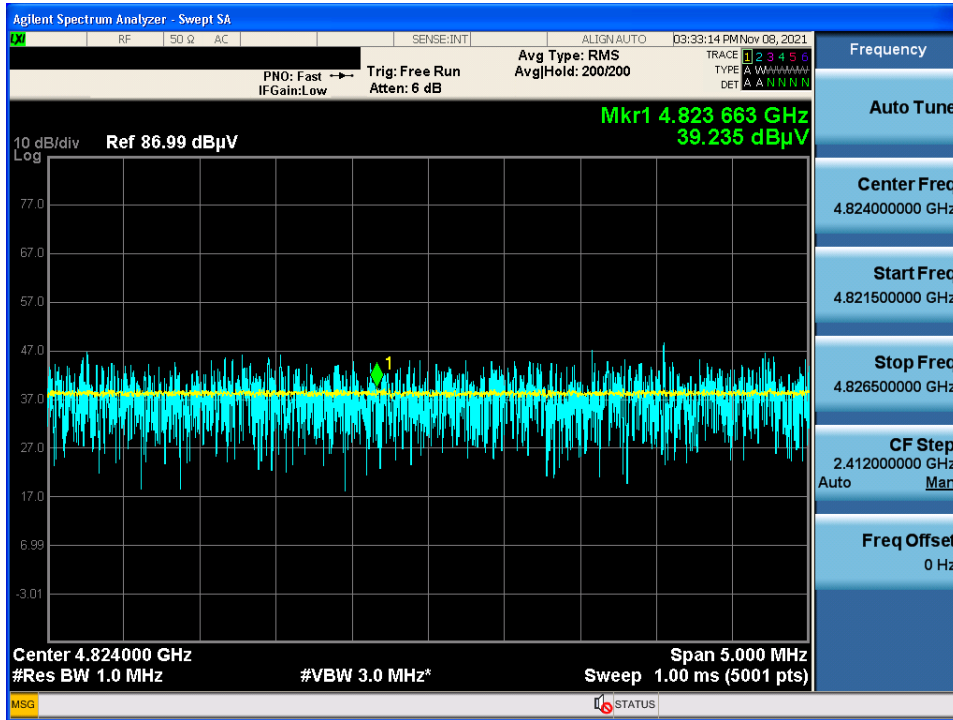 Agilent Spectrum Analyzer - Swept SA
LXI RF 50 Ω AC SENSE:INT ALIGN AUTO 03:33:14 PM Nov 08, 2021
PNO: Fast Trig: Free Run Avg Type: RMS TRACE 1 2 3 4 5 6
IFGain:Low Atten: 6 dB Avg|Hold: 200/200 TYPE A WWWWW
DET A A N N N N
Mkr1 4.823 663 GHz
39.235 dBµV
10 dB/div Ref 86.99 dBµV
Log
77.0
67.0
57.0
47.0
37.0
27.0
17.0
6.99
-3.01
1
Center 4.824000 GHz Span 5.000 MHz
#Res BW 1.0 MHz #VBW 3.0 MHz* Sweep 1.00 ms (5001 pts)
MSG STATUS
Frequency
Auto Tune
Center Freq
4.824000000 GHz
Start Freq
4.821500000 GHz
Stop Freq
4.826500000 GHz
CF Step
2.412000000 GHz
Auto Man
Freq Offset
0 Hz